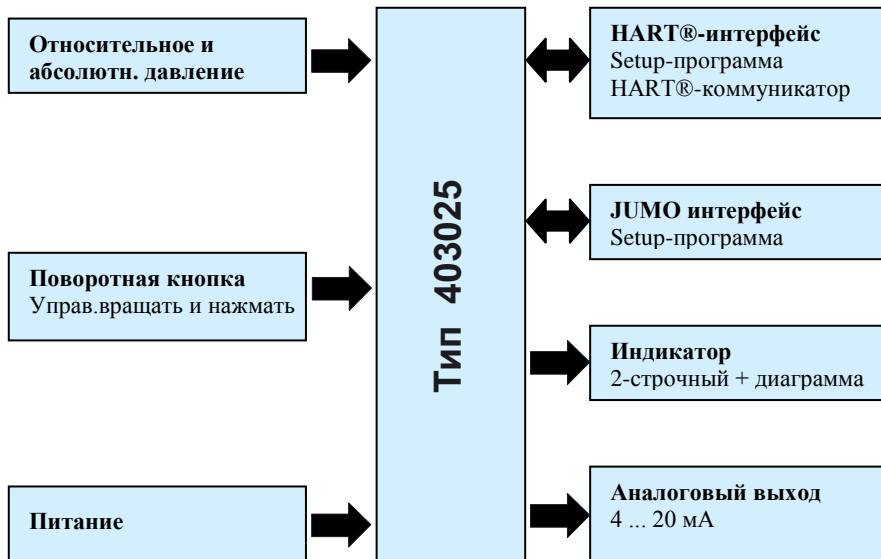 Относительное и
абсолютн. давление
Поворотная кнопка
Управ.вращать и нажмать
Питание
Тип 403025
HART®-интерфейс
Setup-программа
HART®-коммуникатор
JUMO интерфейс
Setup-программа
Индикатор
2-строчный + диаграмма
Аналоговый выход
4 ... 20 мА